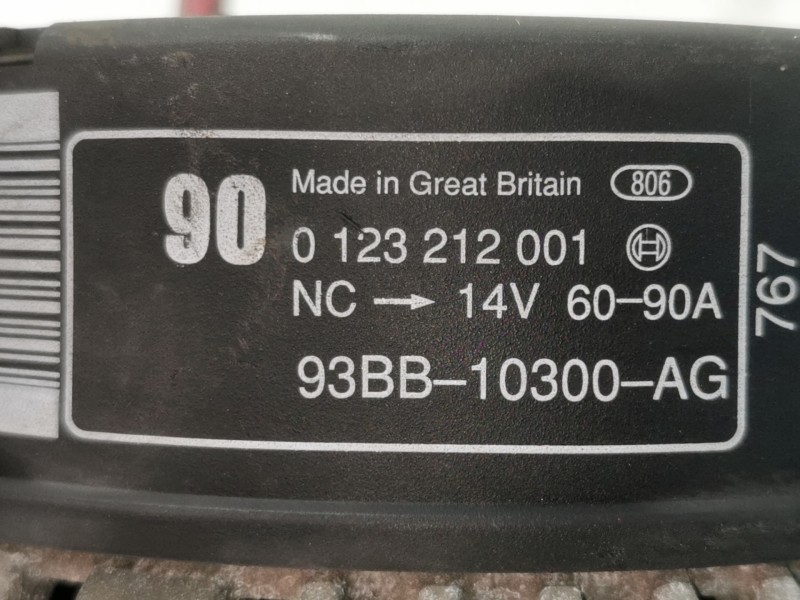 90
Made in Great Britain 806
0 123 212 001
NC → 14V 60-90A
93BB-10300-AG
767